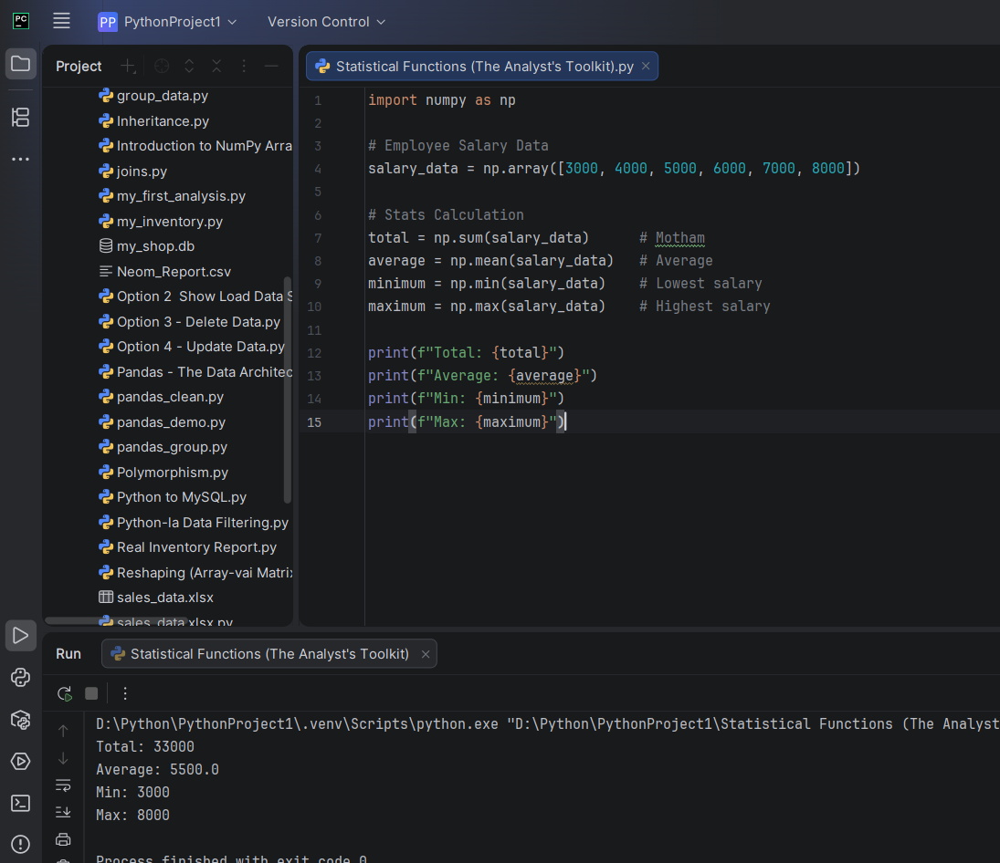 PC
PP PythonProject1 Version Control
Project
group_data.py
Inheritance.py
Introduction to NumPy Arra
joins.py
my_first_analysis.py
my_inventory.py
my_shop.db
Neom_Report.csv
Option 2 Show Load Data S
Option 3 - Delete Data.py
Option 4 - Update Data.py
Pandas - The Data Architec
pandas_clean.py
pandas_demo.py
pandas_group.py
Polymorphism.py
Python to MySQL.py
Python-la Data Filtering.py
Real Inventory Report.py
Reshaping (Array-vai Matrix
sales_data.xlsx
sales_data.xlsx.py
Statistical Functions (The Analyst's Toolkit).py
1 import numpy as np
2
3 # Employee Salary Data
4 salary_data = np.array([3000, 4000, 5000, 6000, 7000, 8000])
5
6 # Stats Calculation
7 total = np.sum(salary_data) # Motham
8 average = np.mean(salary_data) # Average
9 minimum = np.min(salary_data) # Lowest salary
10 maximum = np.max(salary_data) # Highest salary
11
12 print(f"Total: {total}")
13 print(f"Average: {average}")
14 print(f"Min: {minimum}")
15 print(f"Max: {maximum}")
Run Statistical Functions (The Analyst's Toolkit)
D:\Python\PythonProject1\.venv\Scripts\python.exe "D:\Python\PythonProject1\Statistical Functions (The Analyst
Total: 33000
Average: 5500.0
Min: 3000
Max: 8000
Process finished with exit code 0